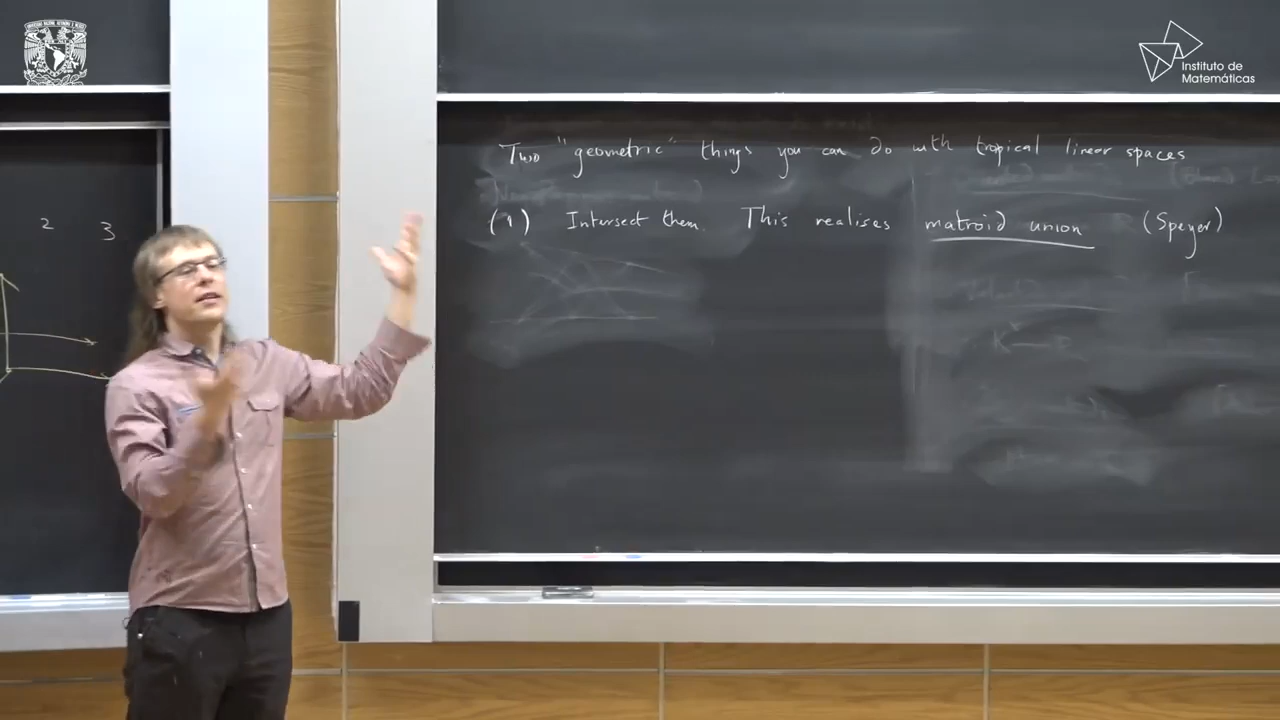 Instituto de
Matemáticas
Two "geometric" things you can do with tropical linear spaces
(1) Intersect them. This realises matroid union (Speyer)
2 3